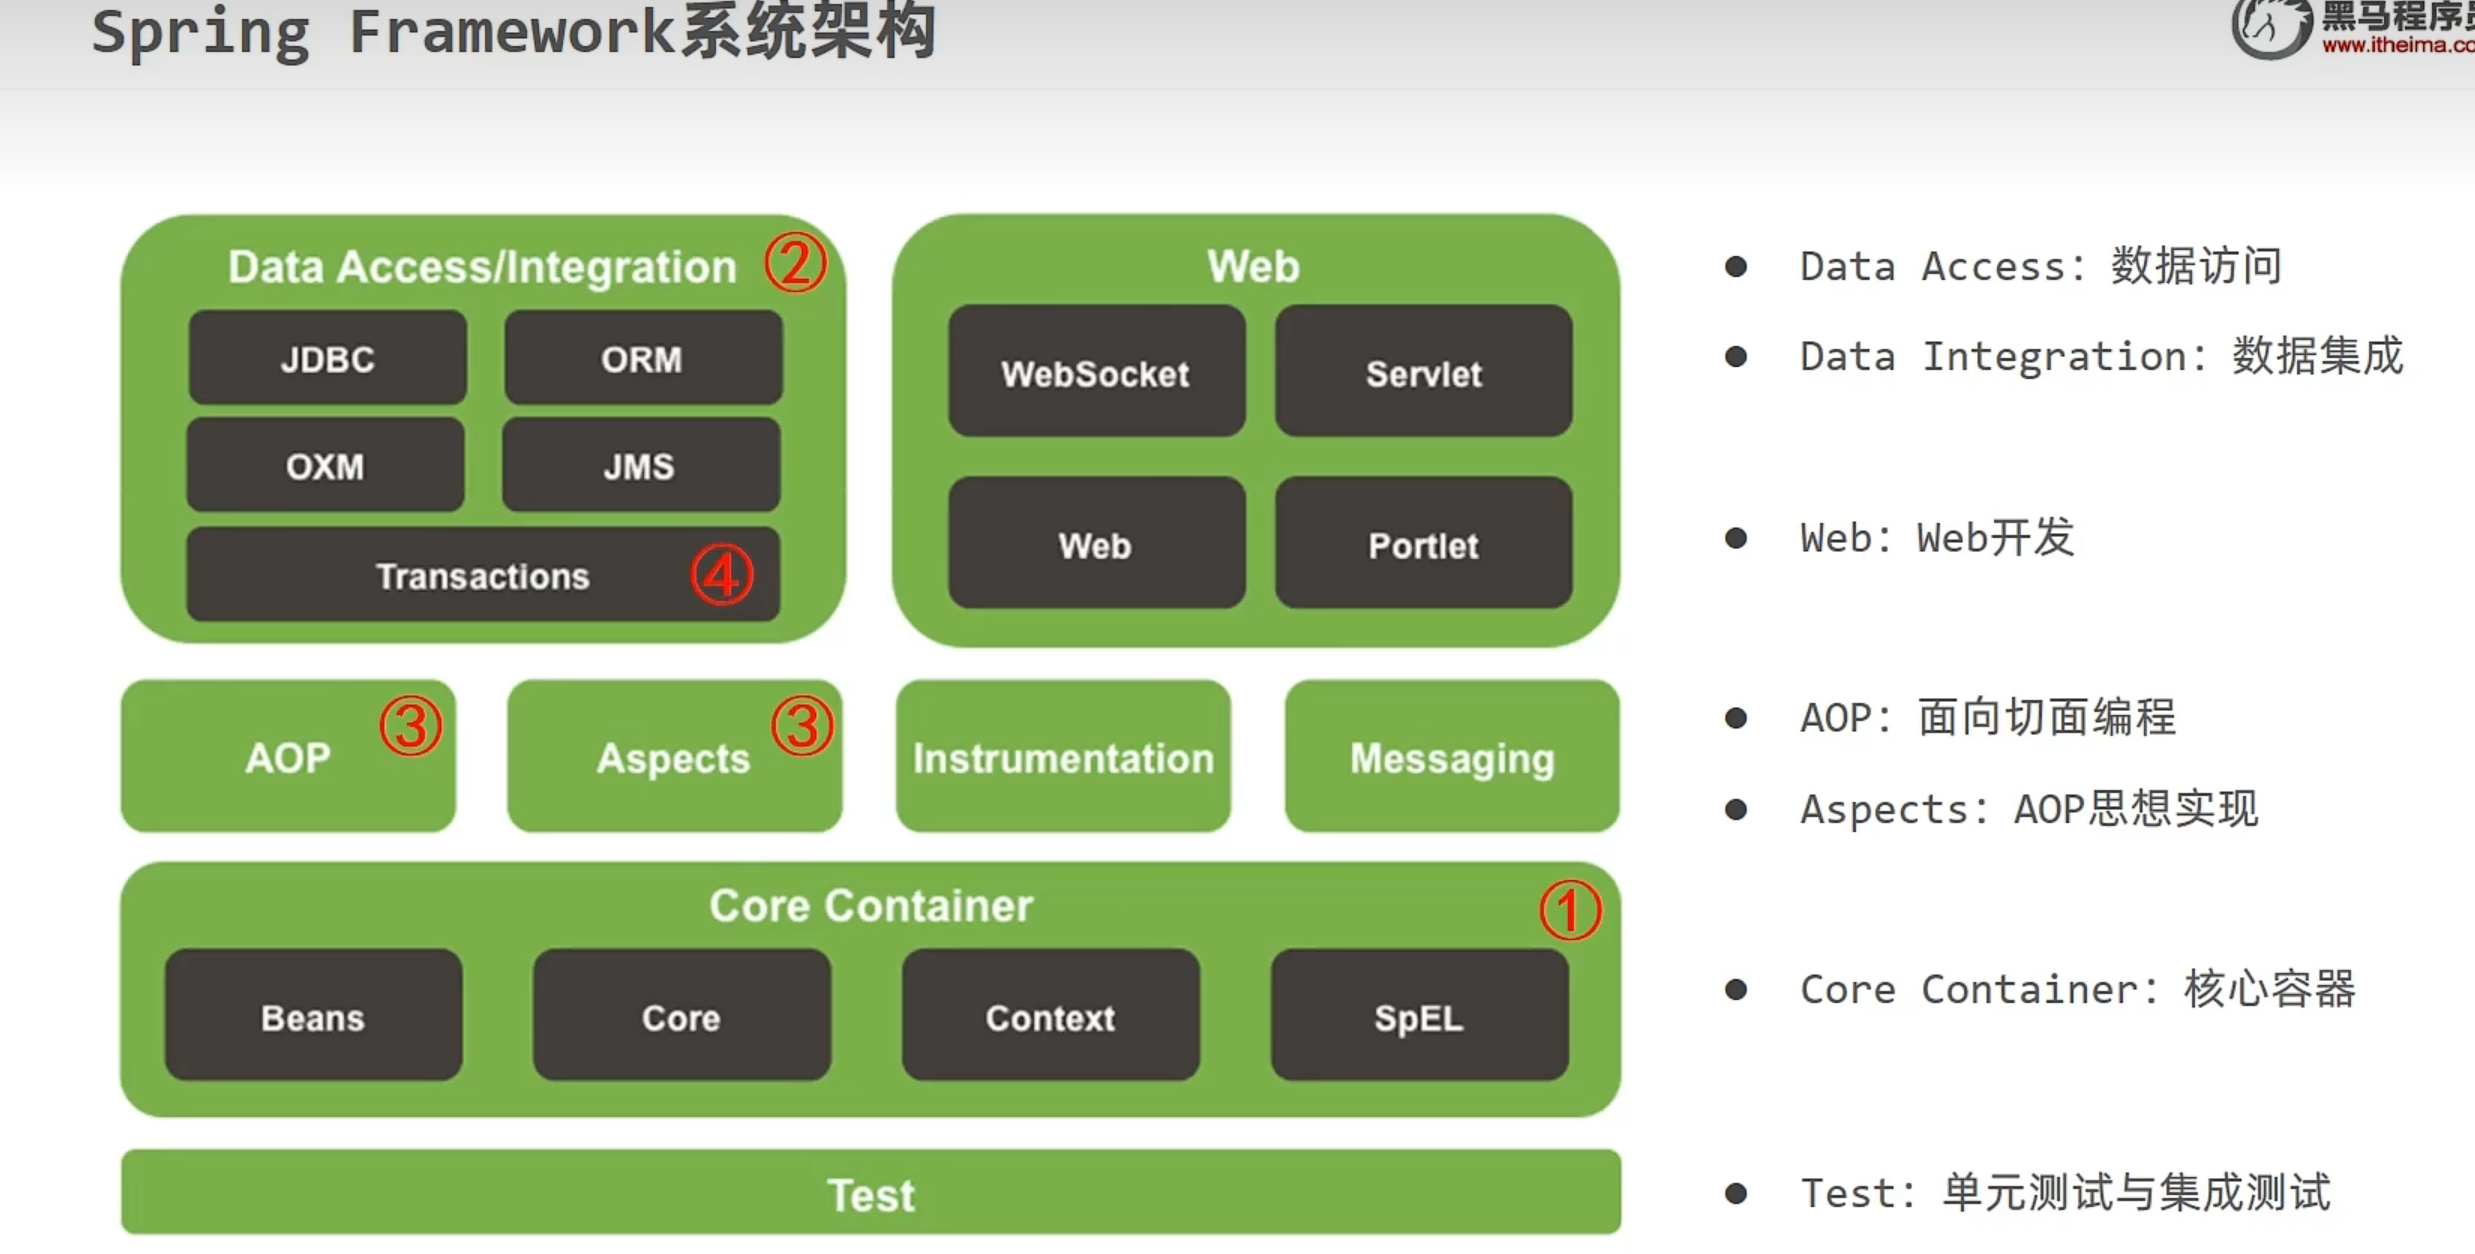 Spring Framework系统架构
黑马程序员
www.itheima.co
Data Access/Integration ②
JDBC ORM
OXM JMS
Transactions ④
Web
WebSocket Servlet
Web Portlet
AOP ③ Aspects ③ Instrumentation Messaging
Core Container ①
Beans Core Context SpEL
Test
● Data Access: 数据访问
● Data Integration: 数据集成
● Web: Web开发
● AOP: 面向切面编程
● Aspects: AOP思想实现
● Core Container: 核心容器
● Test: 单元测试与集成测试